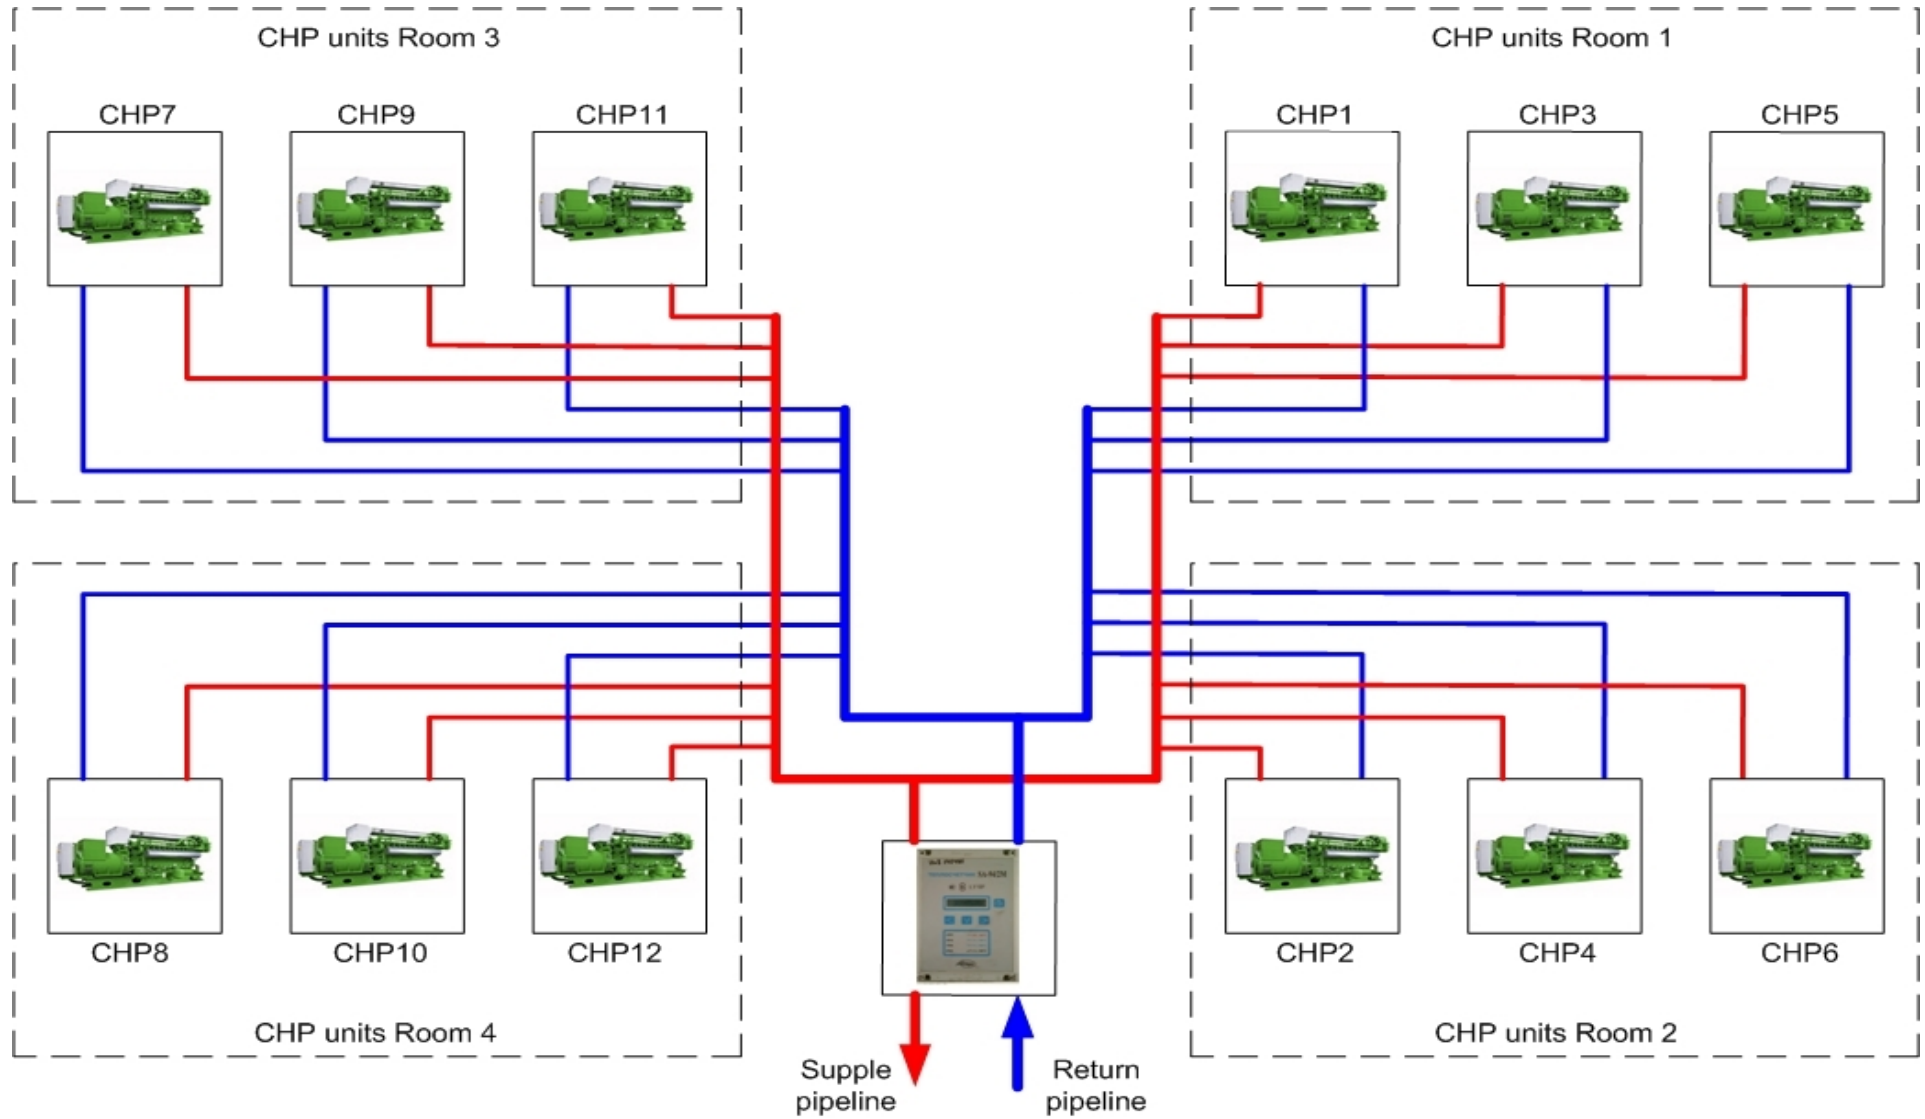 CHP units Room 3
CHP units Room 1
CHP7
CHP9
CHP11
CHP1
CHP3
CHP5
CHP8
CHP10
CHP12
CHP2
CHP4
CHP6
CHP units Room 4
CHP units Room 2
Supple
pipeline
Return
pipeline